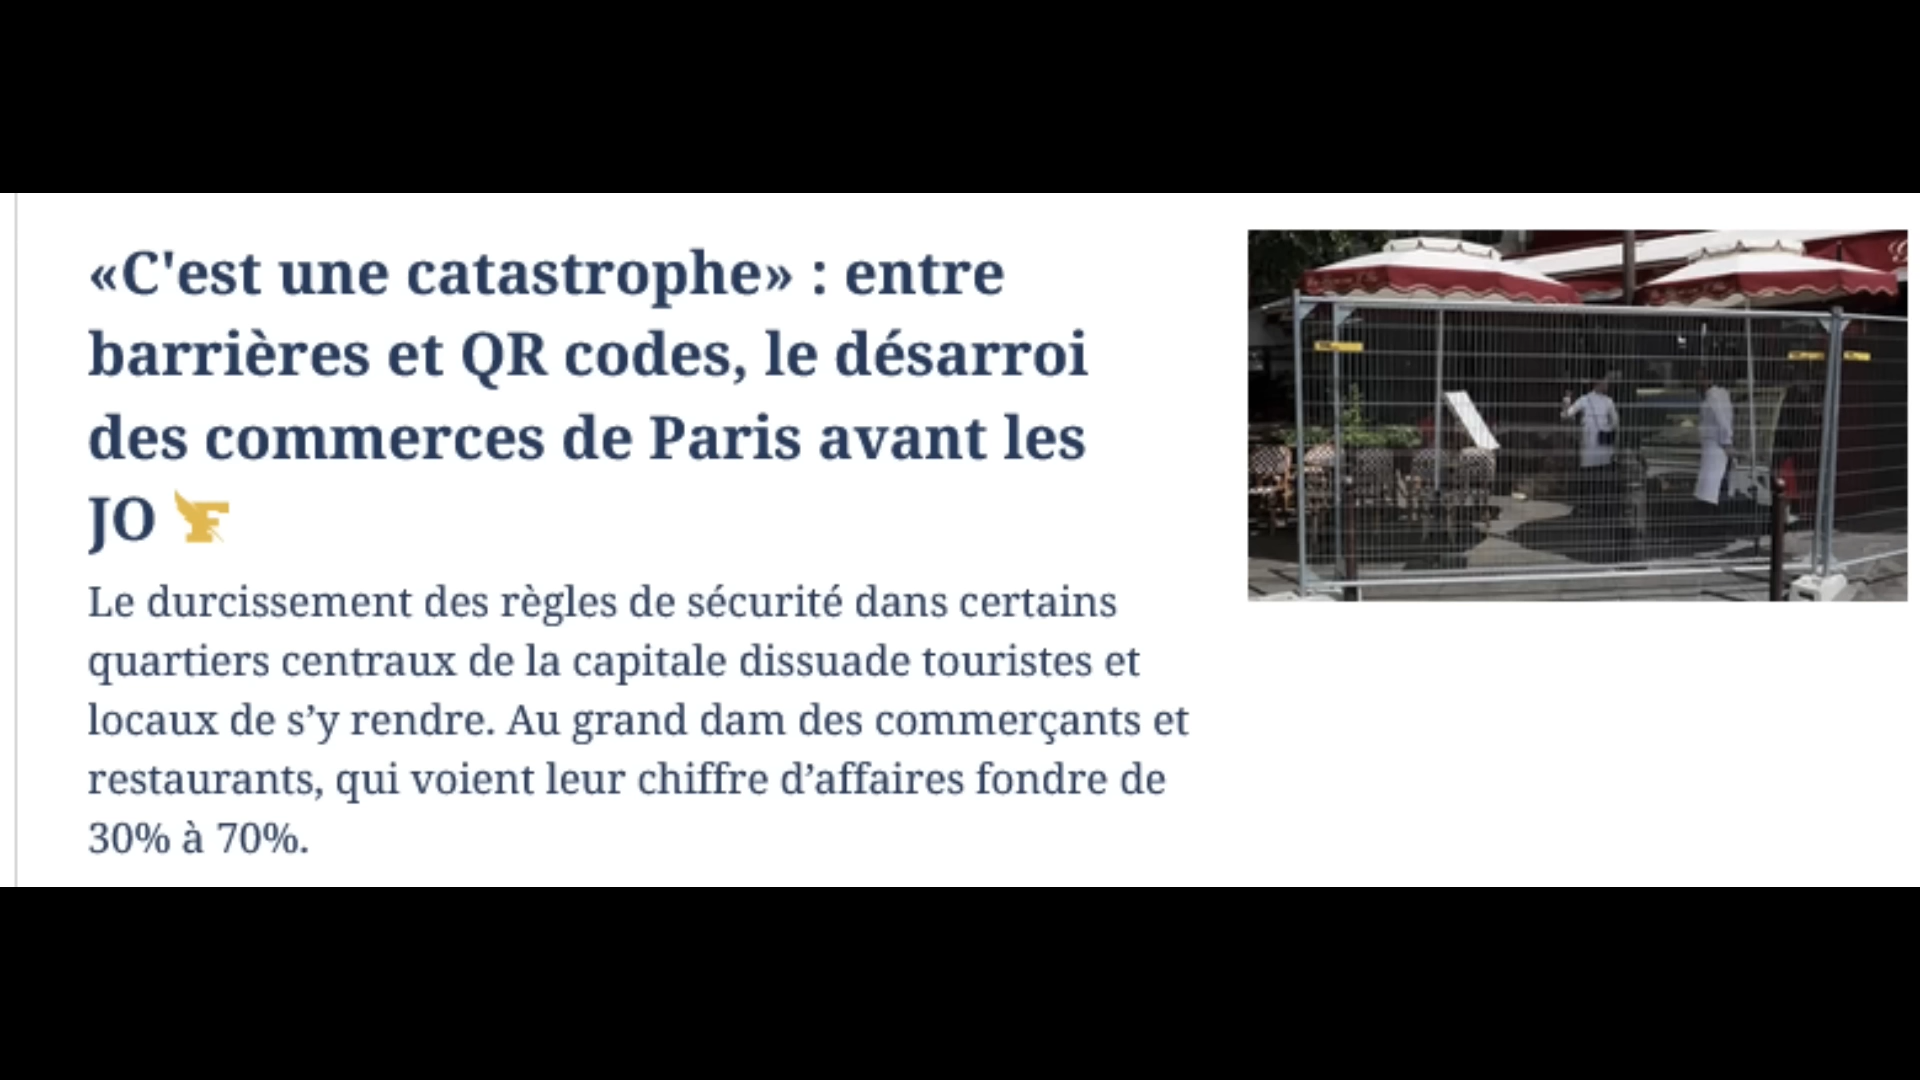 «C'est une catastrophe» : entre
barrières et QR codes, le désarroi
des commerces de Paris avant les
JO
Le durcissement des règles de sécurité dans certains
quartiers centraux de la capitale dissuade touristes et
locaux de s’y rendre. Au grand dam des commerçants et
restaurants, qui voient leur chiffre d’affaires fondre de
30% à 70%.